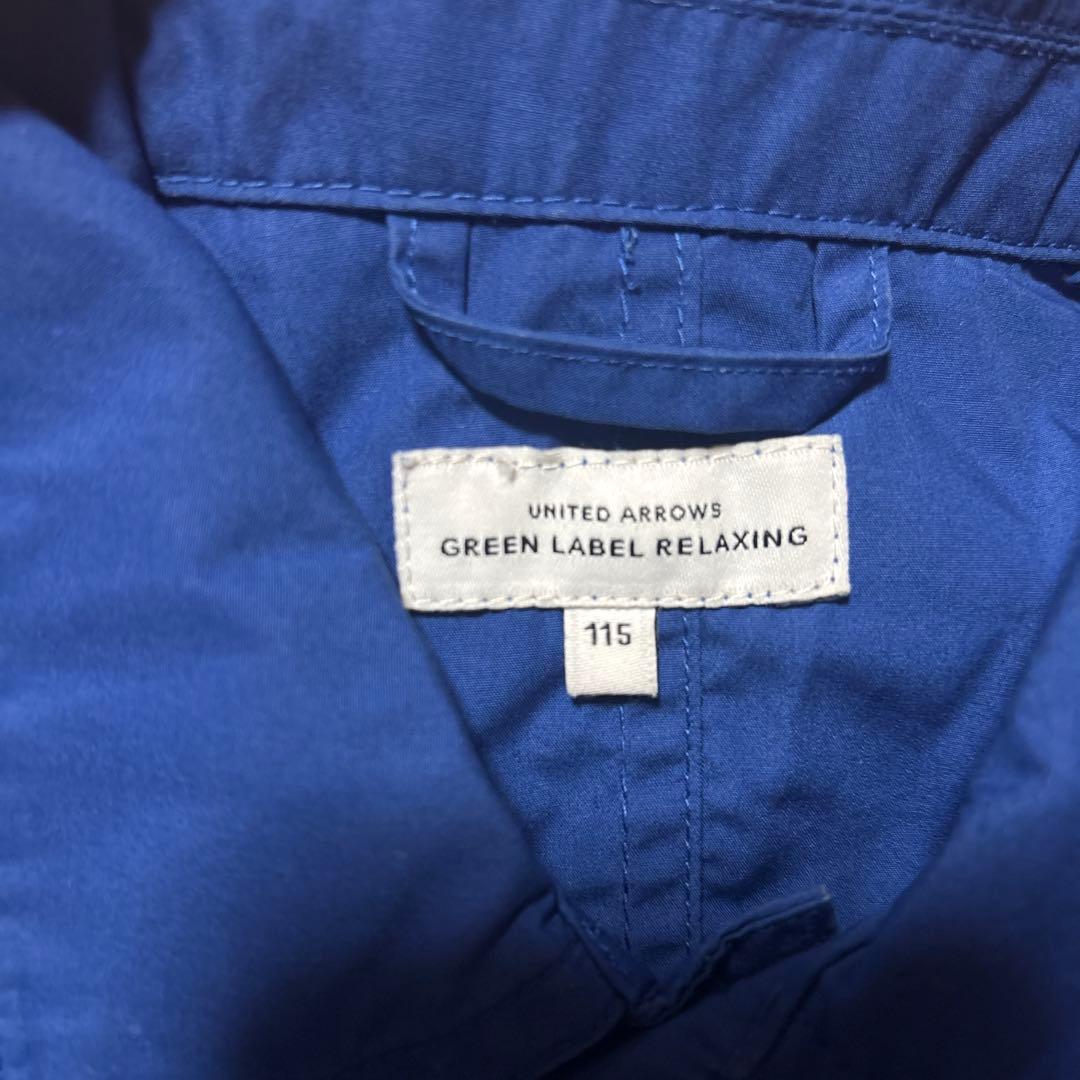 UNITED ARROWS
GREEN LABEL RELAXING
115